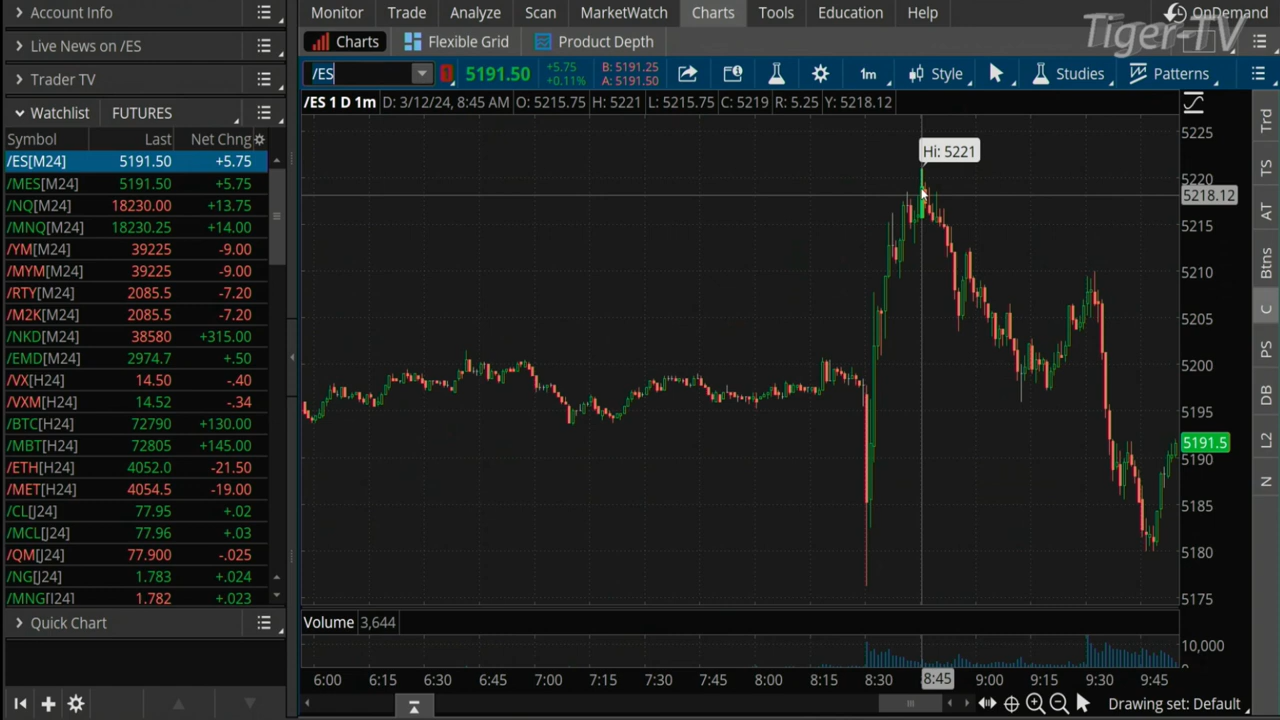 Account Info
Live News on /ES
Trader TV
Watchlist FUTURES
Symbol Last Net Chng
/ES[M24] 5191.50 +5.75
/MES[M24] 5191.50 +5.75
/NQ[M24] 18230.00 +13.75
/MNQ[M24] 18230.25 +14.00
/YM[M24] 39225 -9.00
/MYM[M24] 39225 -9.00
/RTY[M24] 2085.5 -7.20
/M2K[M24] 2085.5 -7.20
/NKD[M24] 38580 +315.00
/EMD[M24] 2974.7 +.50
/VX[H24] 14.50 -.40
/VXM[H24] 14.52 -.34
/BTC[H24] 72790 +130.00
/MBT[H24] 72805 +145.00
/ETH[H24] 4052.0 -21.50
/MET[H24] 4054.5 -19.00
/CL[J24] 77.95 +.02
/MCL[J24] 77.96 +.03
/QM[J24] 77.900 -.025
/NG[J24] 1.783 +.024
/MNG[J24] 1.782 +.023
Quick Chart
Monitor Trade Analyze Scan MarketWatch Charts Tools Education Help OnDemand
Tiger-TV
Charts Flexible Grid Product Depth
/ES 1 5191.50 +5.75 +0.11% B: 5191.25 A: 5191.50 1m Style Studies Patterns
/ES 1 D 1m D: 3/12/24, 8:45 AM O: 5215.75 H: 5221 L: 5215.75 C: 5219 R: 5.25 Y: 5218.12
Hi: 5221
5225
5220
5218.12
5215
5210
5205
5200
5195
5191.5
5190
5185
5180
5175
Volume 3,644
10,000
6:00 6:15 6:30 6:45 7:00 7:15 7:30 7:45 8:00 8:15 8:30 8:45 9:00 9:15 9:30 9:45
Drawing set: Default
Trd
TS
AT
Btns
C
PS
DB
L2
N